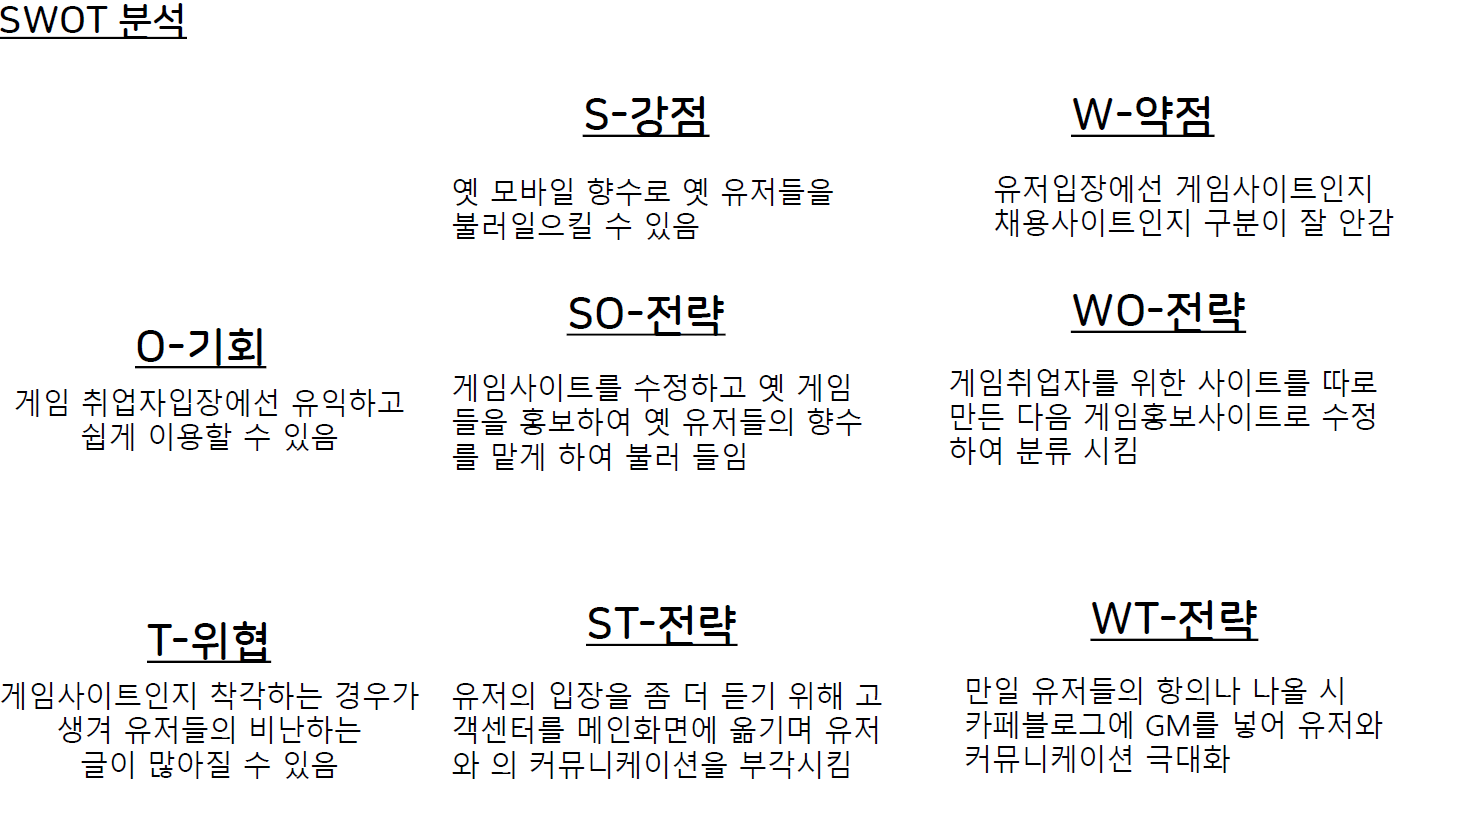 SWOT 분석
S-강점
옛 모바일 향수로 옛 유저들을
불러일으킬 수 있음
W-약점
유저입장에선 게임사이트인지
채용사이트인지 구분이 잘 안감
O-기회
게임 취업자입장에선 유익하고
쉽게 이용할 수 있음
SO-전략
게임사이트를 수정하고 옛 게임
들을 홍보하여 옛 유저들의 향수
를 맡게 하여 불러 들임
WO-전략
게임취업자를 위한 사이트를 따로
만든 다음 게임홍보사이트로 수정
하여 분류 시킴
T-위협
게임사이트인지 착각하는 경우가
생겨 유저들의 비난하는
글이 많아질 수 있음
ST-전략
유저의 입장을 좀 더 듣기 위해 고
객센터를 메인화면에 옮기며 유저
와 의 커뮤니케이션을 부각시킴
WT-전략
만일 유저들의 항의나 나올 시
카페블로그에 GM를 넣어 유저와
커뮤니케이션 극대화